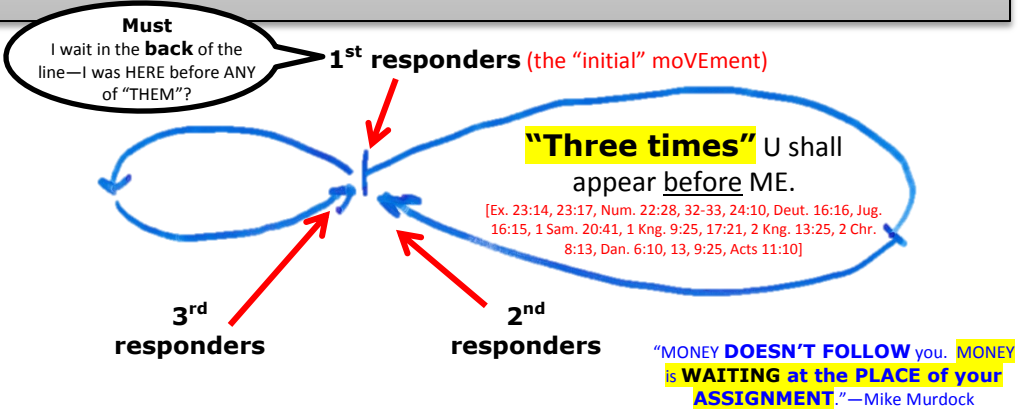 Must
I wait in the back of the
line—I was HERE before ANY
of “THEM”?
1st responders (the “initial” moVEment)
“Three times” U shall
appear before ME.
[Ex. 23:14, 23:17, Num. 22:28, 32-33, 24:10, Deut. 16:16, Jug.
16:15, 1 Sam. 20:41, 1 Kng. 9:25, 17:21, 2 Kng. 13:25, 2 Chr.
8:13, Dan. 6:10, 13, 9:25, Acts 11:10]
3rd
responders
2nd
responders
“MONEY DOESN’T FOLLOW you. MONEY
is WAITING at the PLACE of your
ASSIGNMENT.”—Mike Murdock